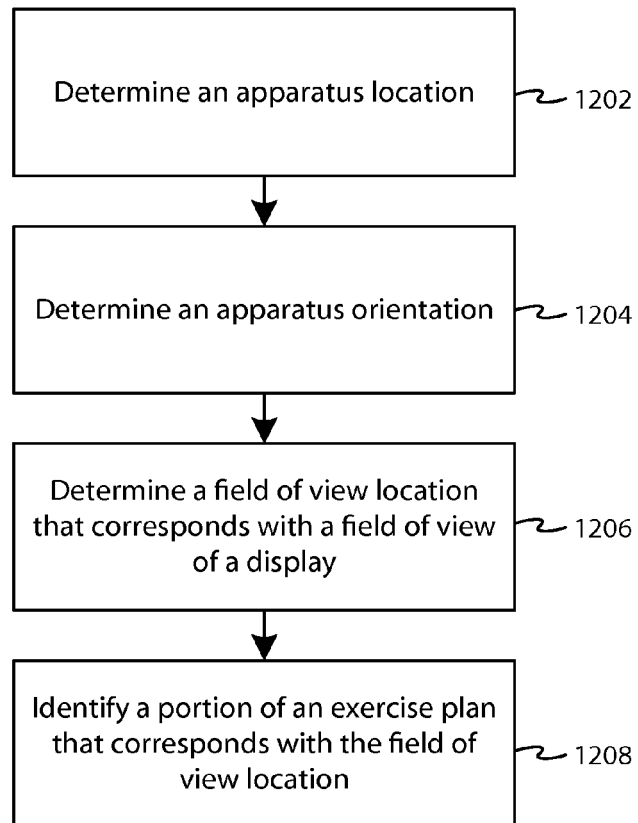 Determine an apparatus location
1202
Determine an apparatus orientation
1204
Determine a field of view location
that corresponds with a field of view
of a display
1206
Identify a portion of an exercise plan
that corresponds with the field of
view location
1208